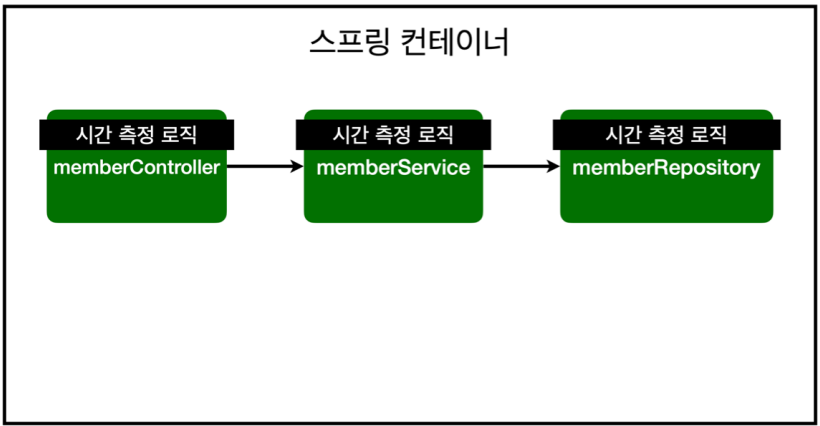 스프링 컨테이너
시간 측정 로직
memberController
시간 측정 로직
memberService
시간 측정 로직
memberRepository